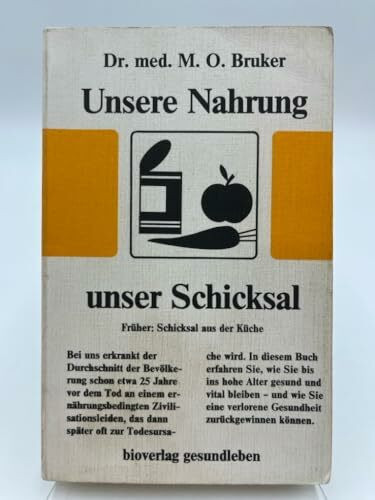 Dr. med. M. O. Bruker
Unsere Nahrung
unser Schicksal
Früher: Schicksal aus der Küche
Bei uns erkrankt der
Durchschnitt der Bevölke-
rung schon etwa 25 Jahre
vor dem Tod an einem er-
nährungsbedingten Zivili-
sationsleiden, das dann
später oft zur Todesursa-
che wird. In diesem Buch
erfahren Sie, wie Sie bis
ins hohe Alter gesund und
vital bleiben – und wie Sie
eine verlorene Gesundheit
zurückgewinnen können.
bioverlag gesundleben